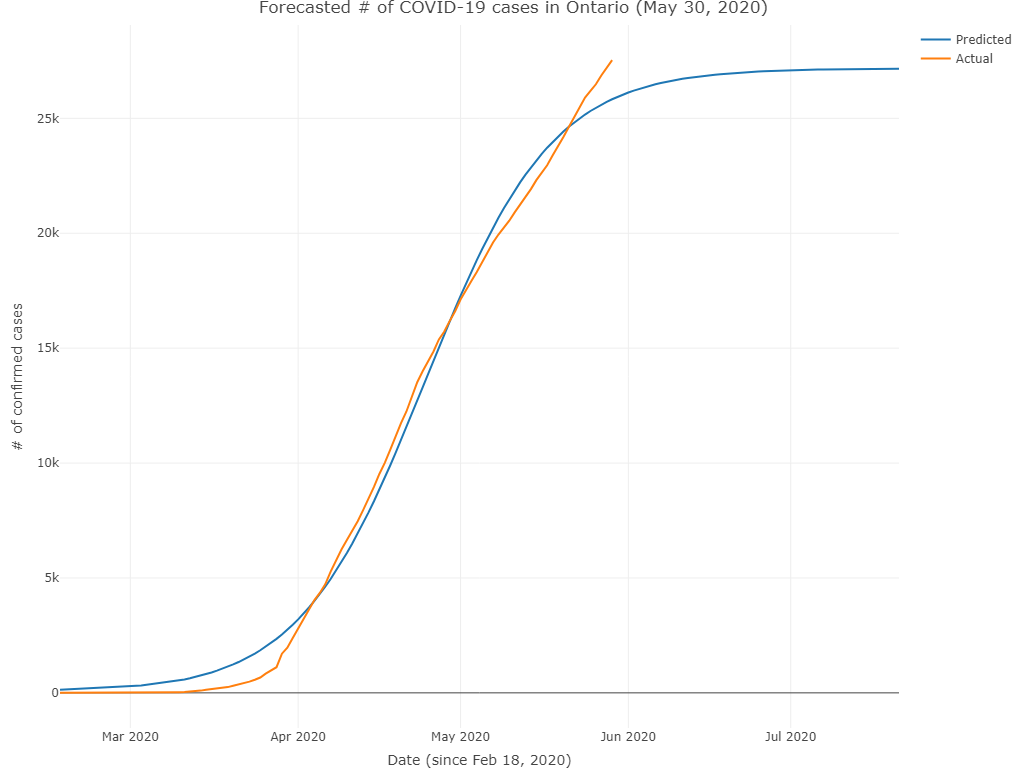 Forecasted # of COVID-19 cases in Ontario (May 30, 2020)
Predicted
Actual
25k
20k
15k
10k
5k
0
# of confirmed cases
Mar 2020
Apr 2020
May 2020
Jun 2020
Jul 2020
Date (since Feb 18, 2020)